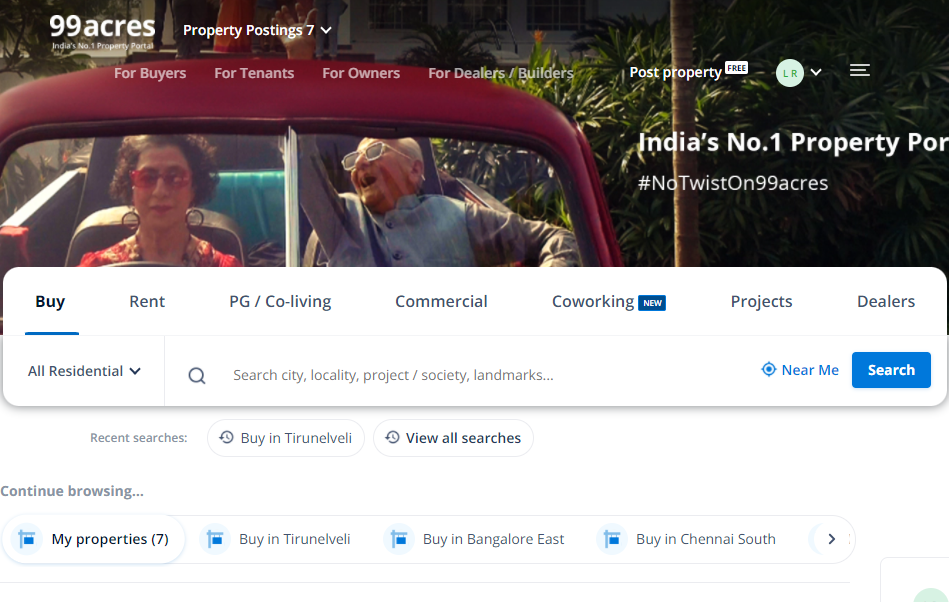 99acres
India's No.1 Property Portal
Property Postings 7
For Buyers For Tenants For Owners For Dealers / Builders
Post property FREE
L R
India's No.1 Property Por
#NoTwistOn99acres
Buy Rent PG / Co-living Commercial Coworking NEW Projects Dealers
All Residential Search city, locality, project / society, landmarks... Near Me Search
Recent searches: Buy in Tirunelveli View all searches
Continue browsing...
My properties (7) Buy in Tirunelveli Buy in Bangalore East Buy in Chennai South